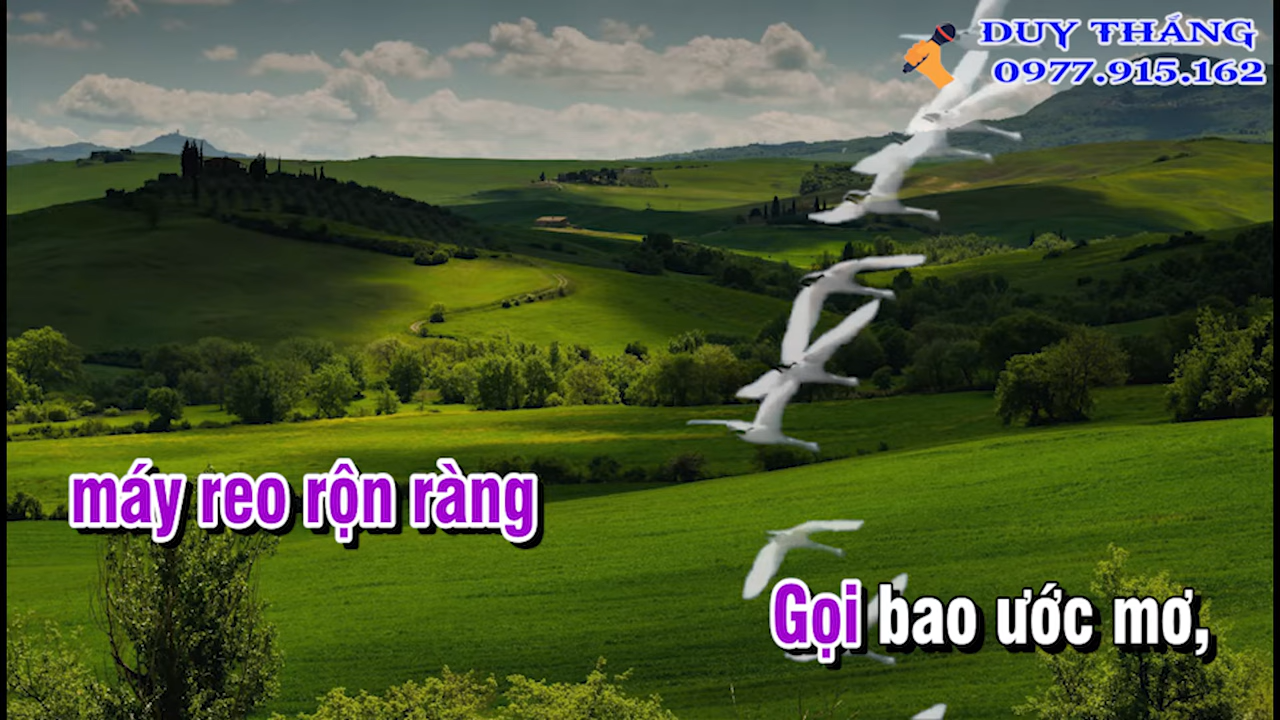 DUY THẮNG
0977.915.162
máy reo rộn ràng
Gọi bao ước mơ,